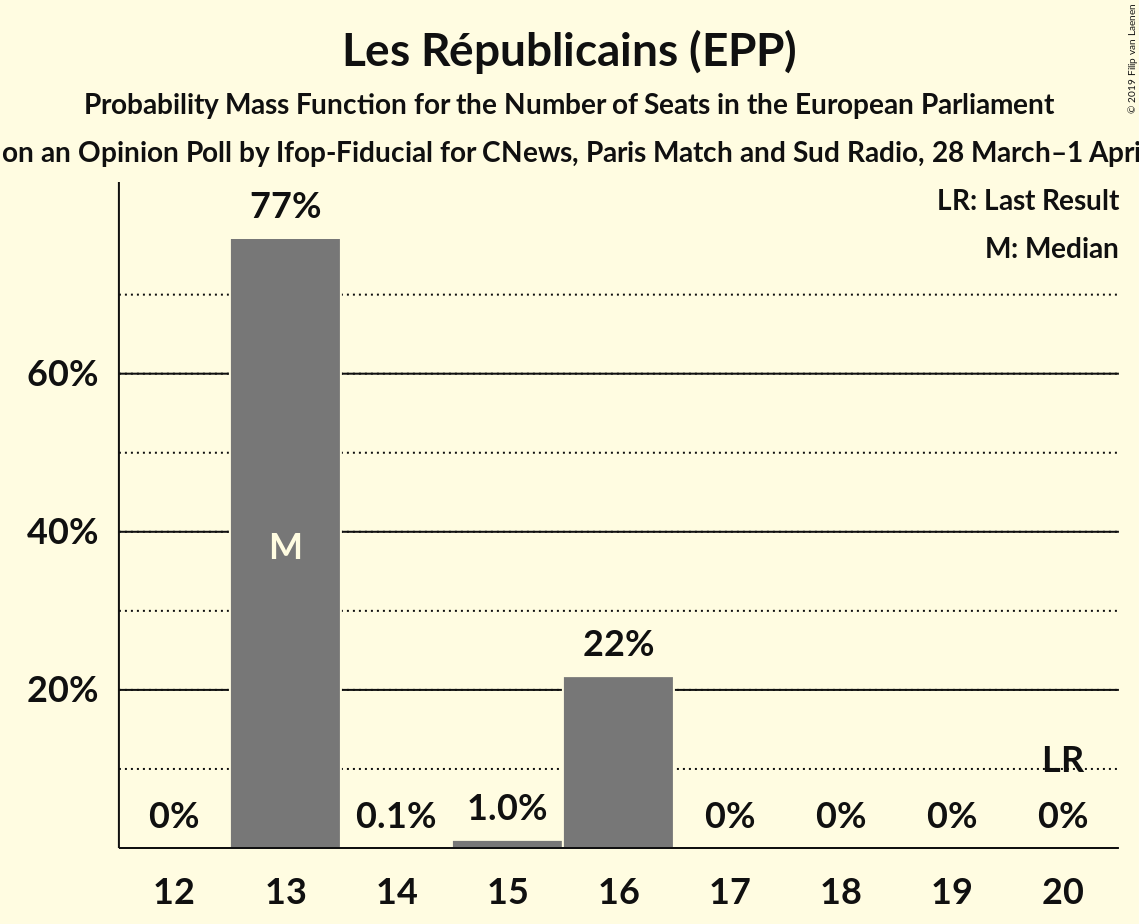 Les Républicains (EPP)
Probability Mass Function for the Number of Seats in the European Parliament
on an Opinion Poll by Ifop-Fiducial for CNews, Paris Match and Sud Radio, 28 March–1 Apri
© 2019 Filip van Laenen
LR: Last Result
M: Median
77%
60%
40%
M
22%
20%
LR
0% 0.1% 1.0% 0% 0% 0% 0%
12 13 14 15 16 17 18 19 20